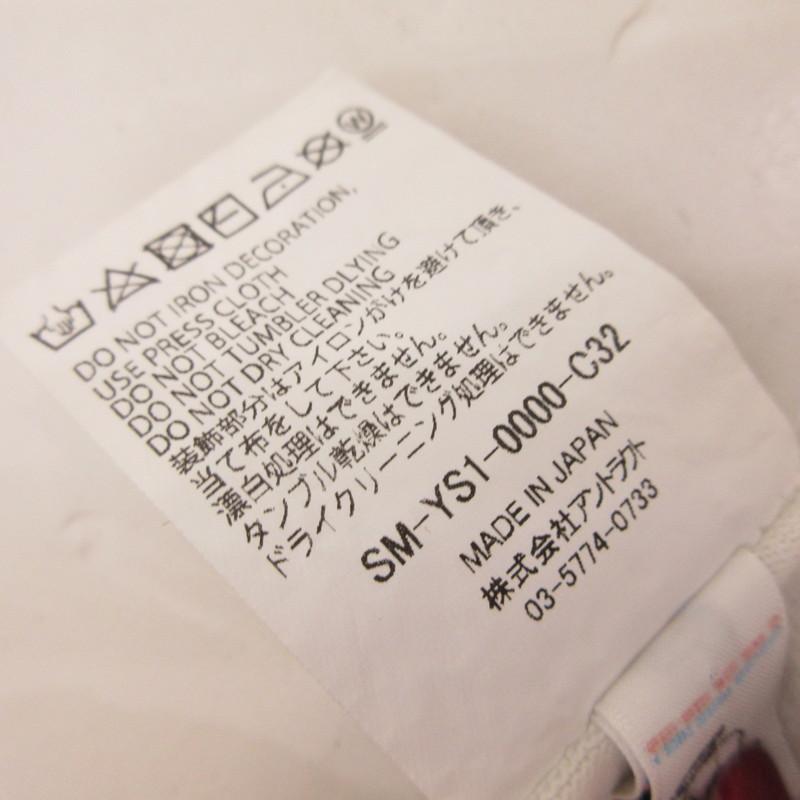 DO NOT IRON DECORATION,
USE PRESS CLOTH
DO NOT BLEACH
DO NOT TUMBLER DLYING
DO NOT DRY CLEANING
装飾部分はアイロンがけを避けて頂き、
当て布をして下さい。
漂白処理はできません。
タンブル乾燥はできません。
ドライクリーニング処理はできません。
SM-YS1-0000-C32
MADE IN JAPAN
株式会社アントラクト
03-5774-0733